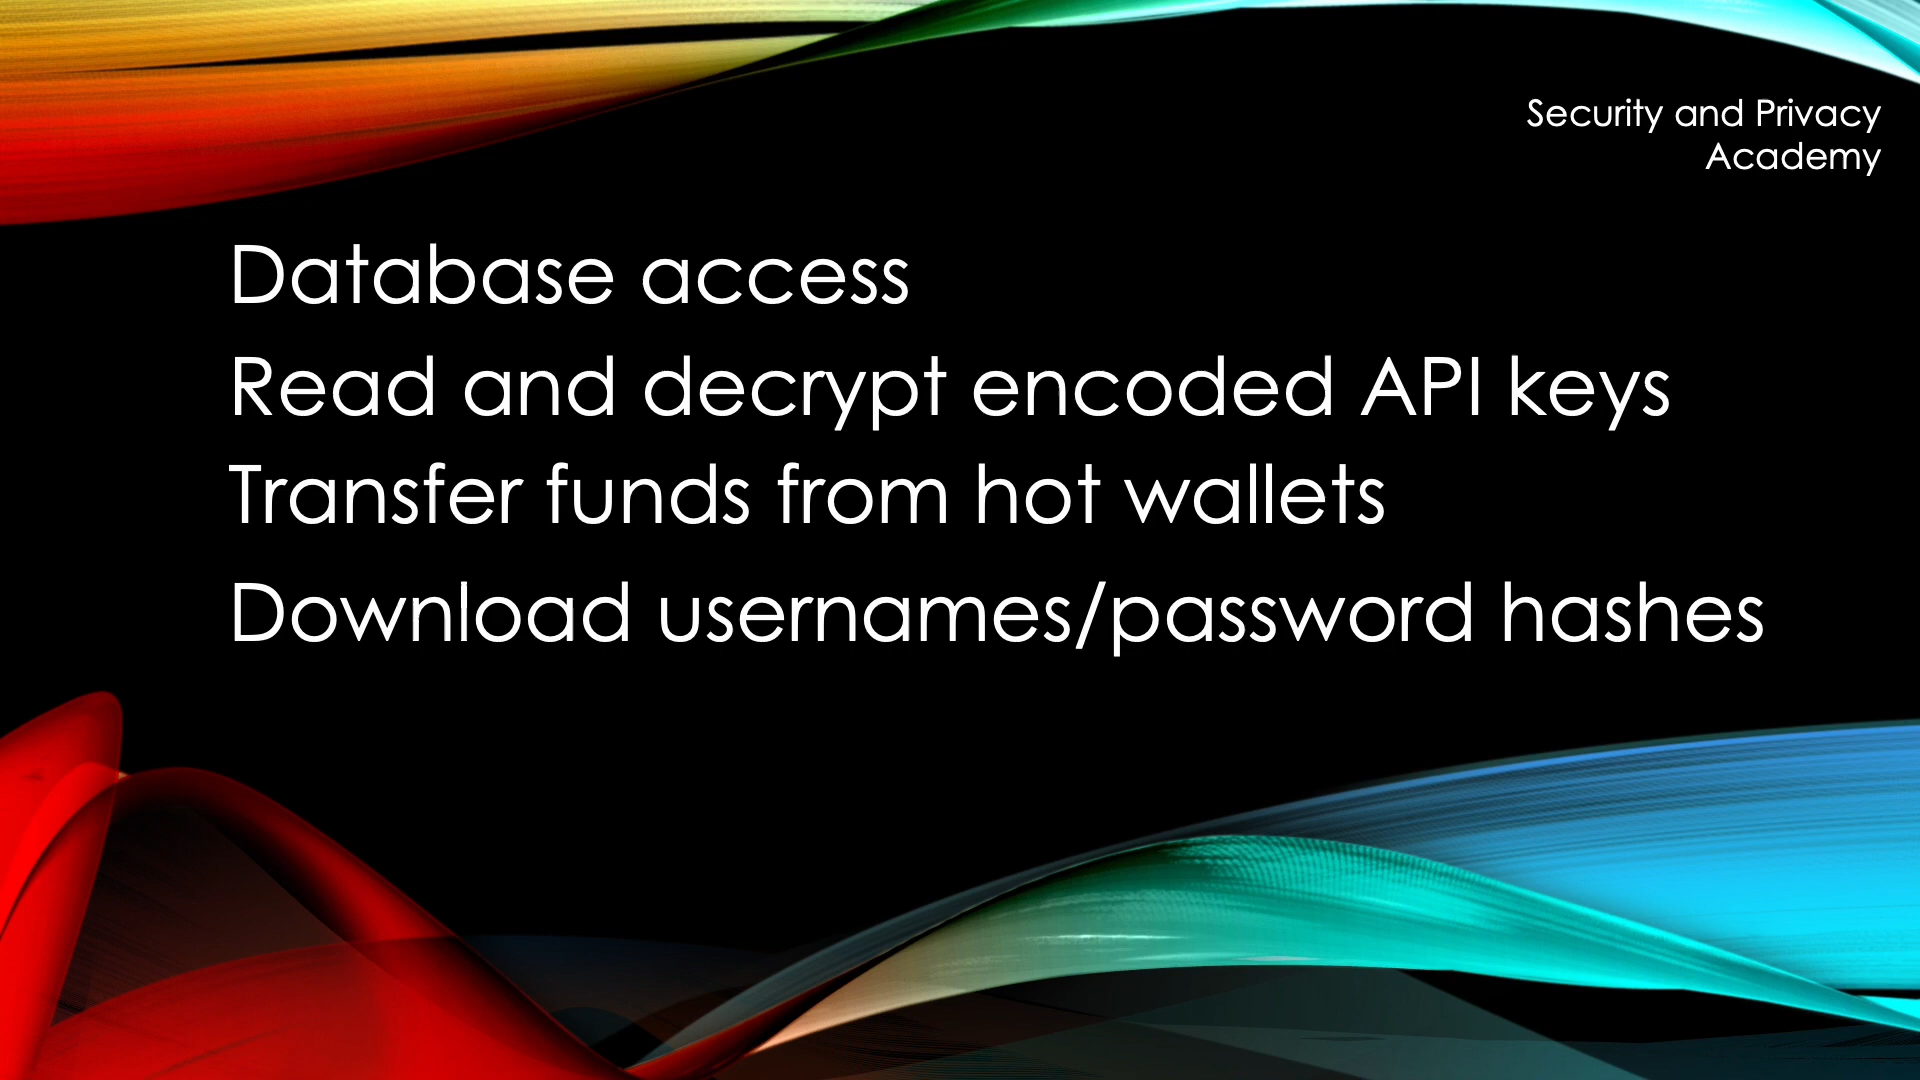 Security and Privacy
Academy
Database access
Read and decrypt encoded API keys
Transfer funds from hot wallets
Download usernames/password hashes